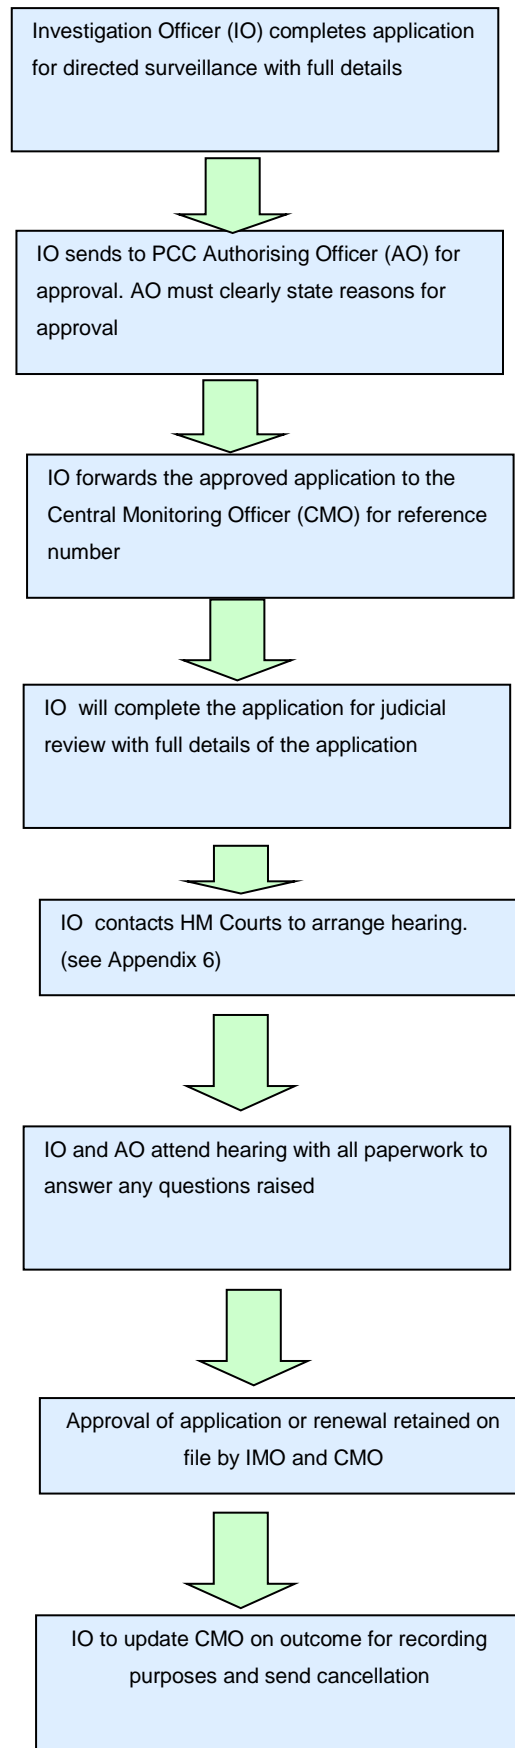 Investigation Officer (IO) completes application
for directed surveillance with full details
IO sends to PCC Authorising Officer (AO) for
approval. AO must clearly state reasons for
approval
IO forwards the approved application to the
Central Monitoring Officer (CMO) for reference
number
IO will complete the application for judicial
review with full details of the application
IO contacts HM Courts to arrange hearing.
(see Appendix 6)
IO and AO attend hearing with all paperwork to
answer any questions raised
Approval of application or renewal retained on
file by IMO and CMO
IO to update CMO on outcome for recording
purposes and send cancellation